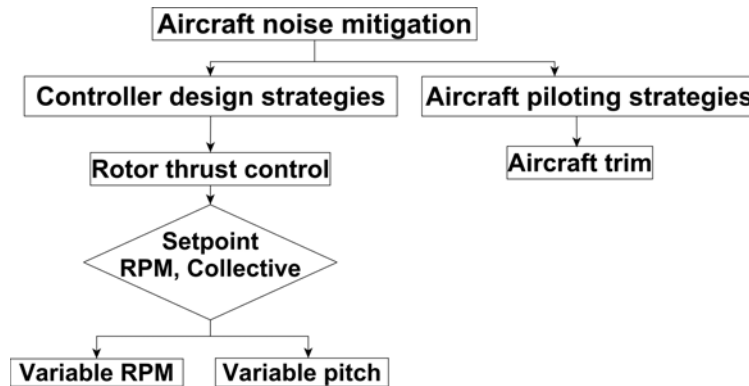 Aircraft noise mitigation
Controller design strategies
Aircraft piloting strategies
Rotor thrust control
Aircraft trim
Setpoint
RPM, Collective
Variable RPM
Variable pitch